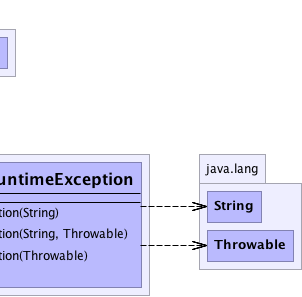 untimeException
tion(String)
tion(String, Throwable)
tion(Throwable)
java.lang
String
Throwable